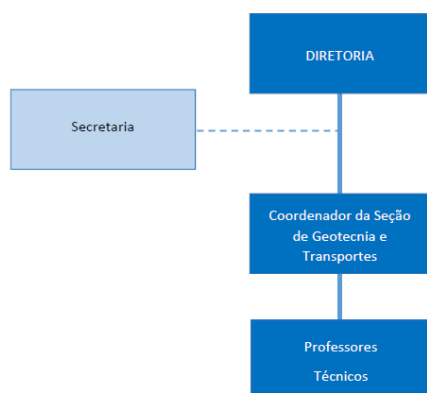 DIRETORIA
Secretaria
Coordenador da Seção
de Geotecnia e
Transportes
Professores
Técnicos